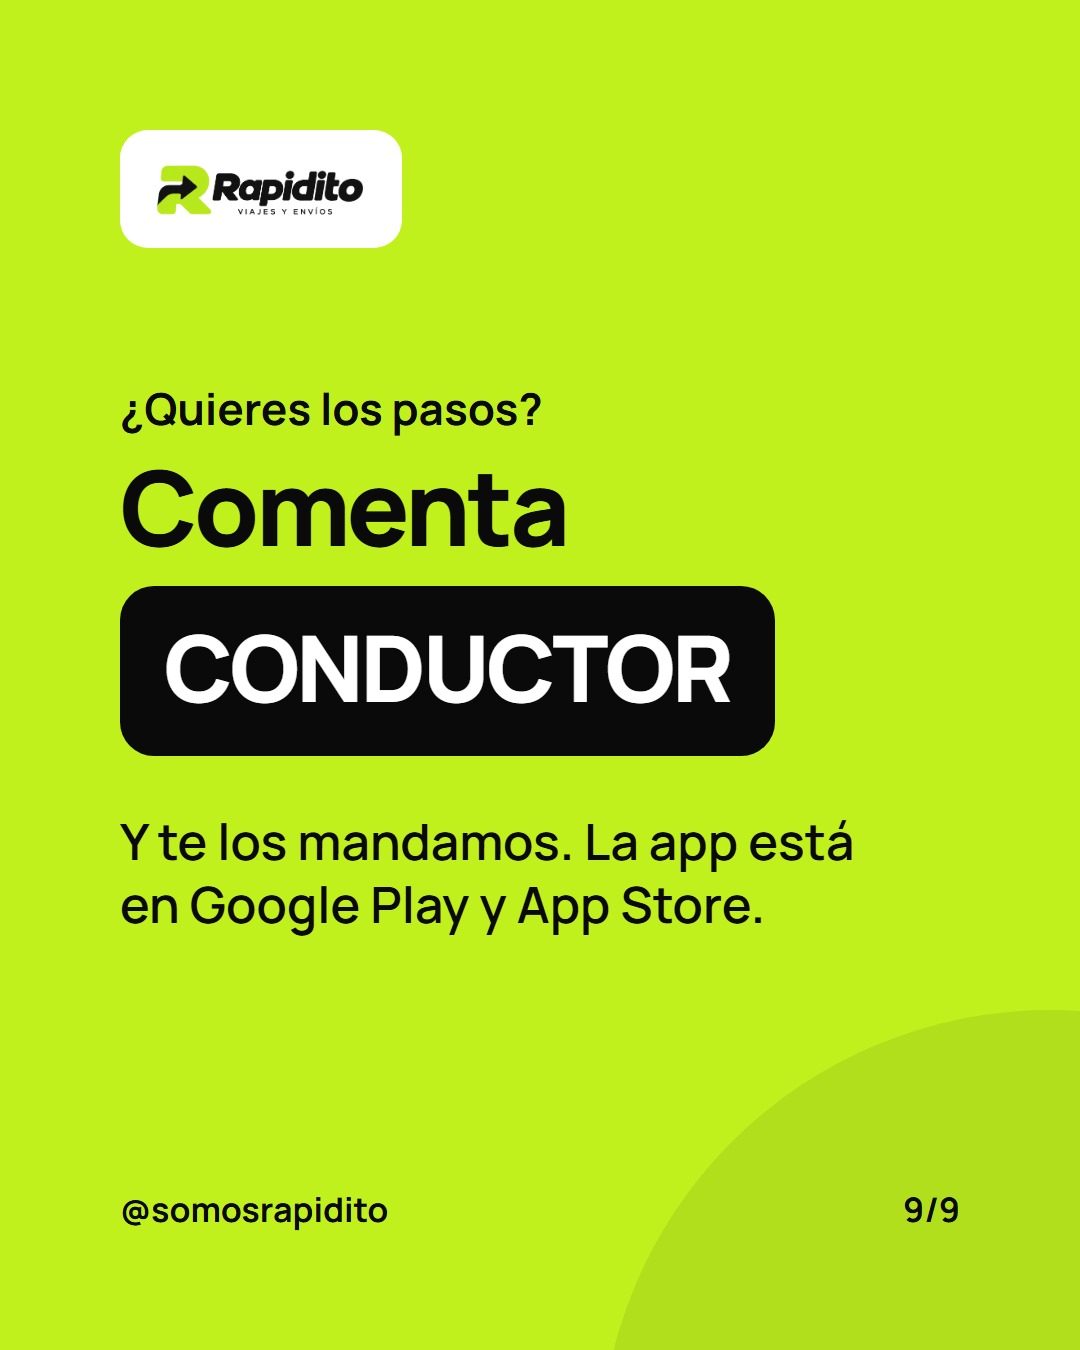 Rapidito
VIAJES Y ENVÍOS
¿Quieres los pasos?
Comenta
CONDUCTOR
Y te los mandamos. La app está
en Google Play y App Store.
@somosrapidito
9/9